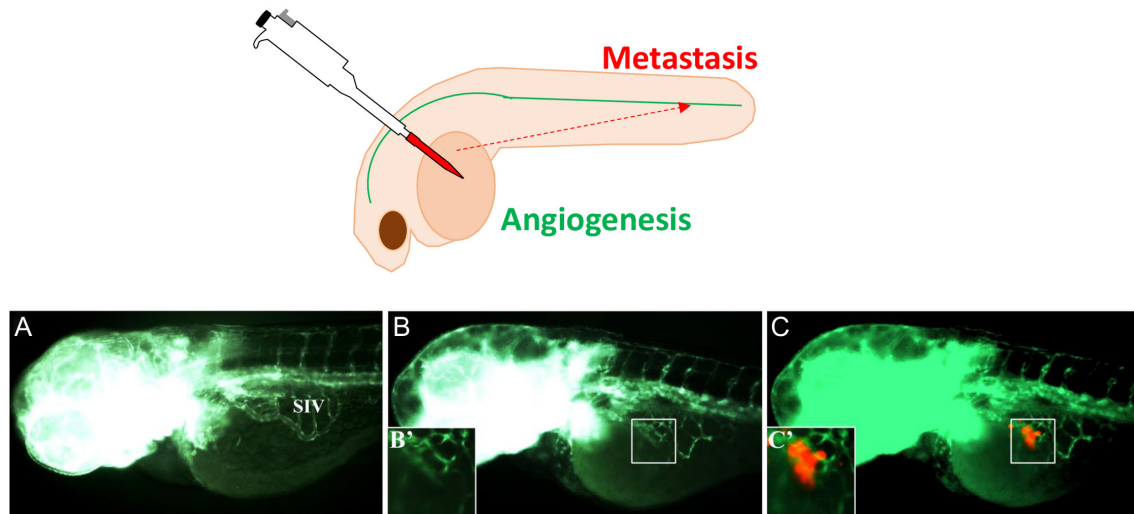 Metastasis
Angiogenesis
A
SIV
B
B’
C
C’